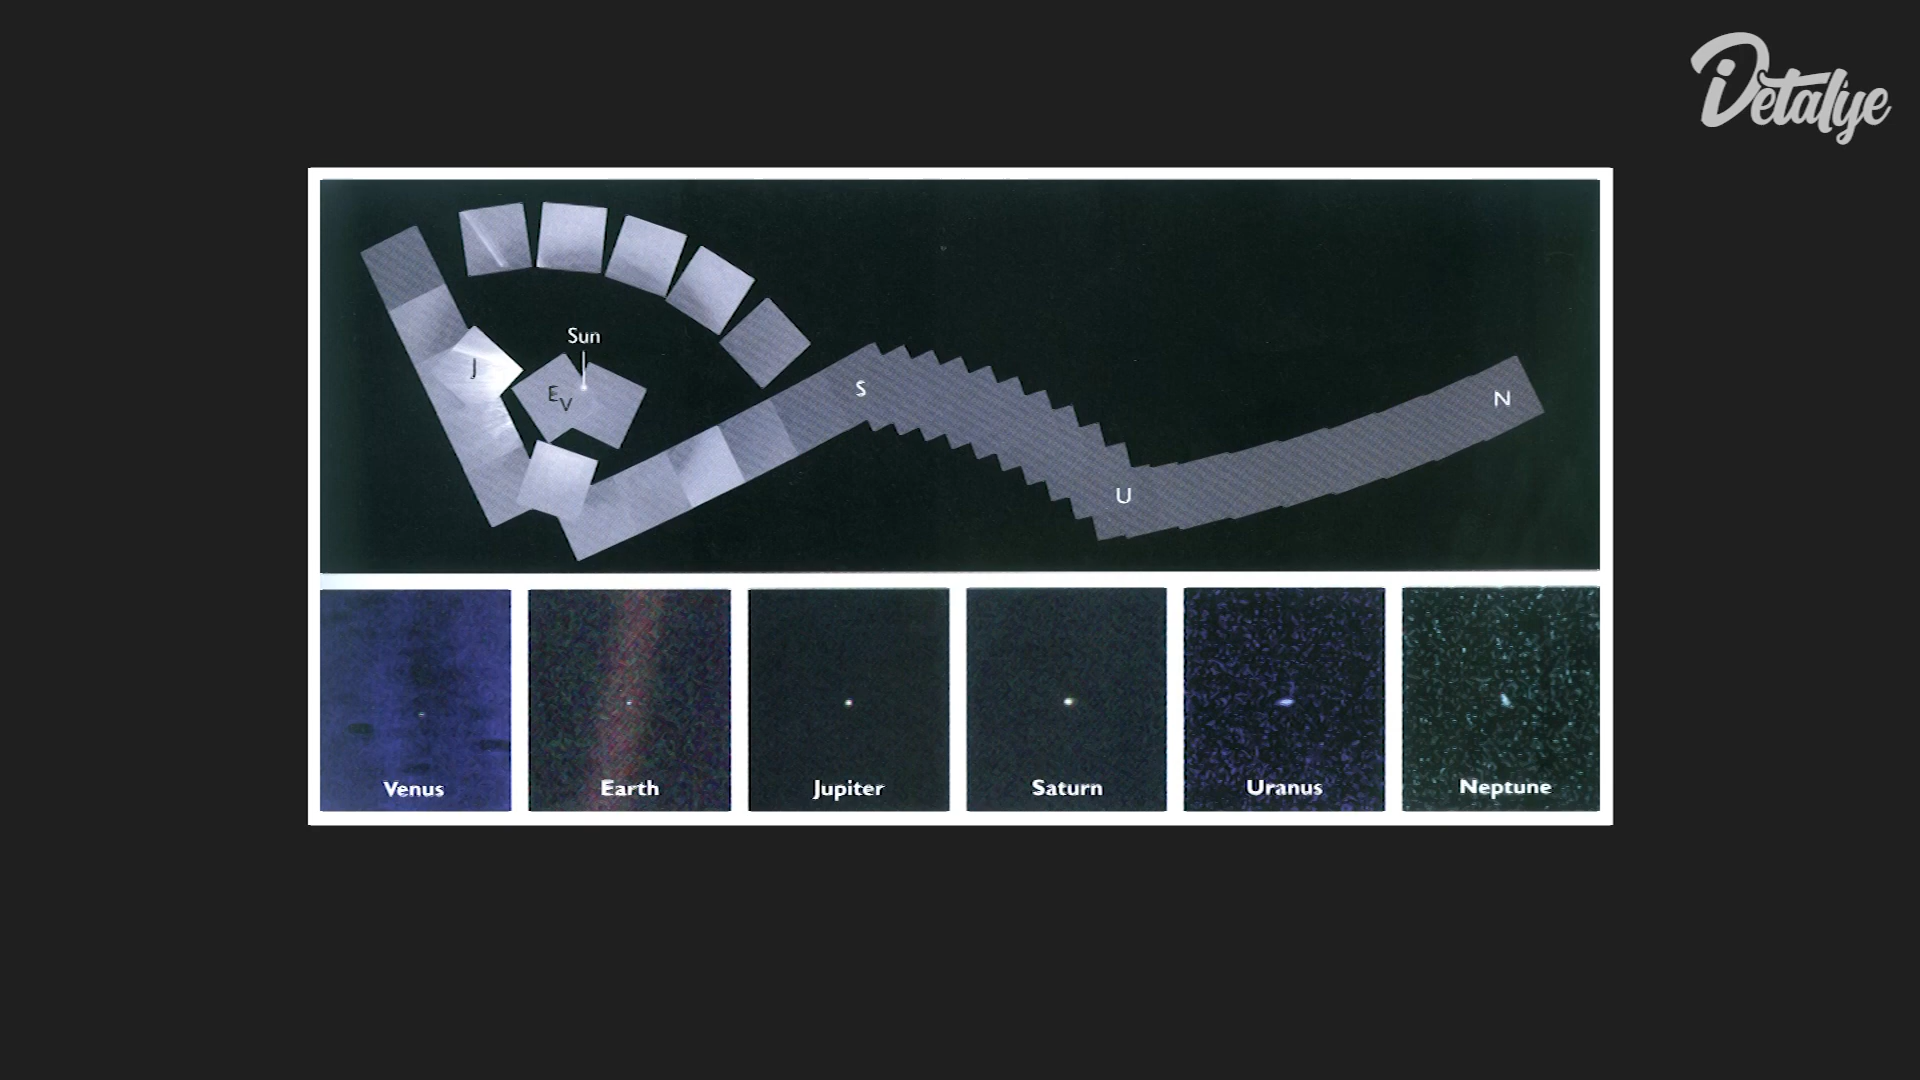 Detalye
Sun
J
E
V
S
N
U
Venus
Earth
Jupiter
Saturn
Uranus
Neptune